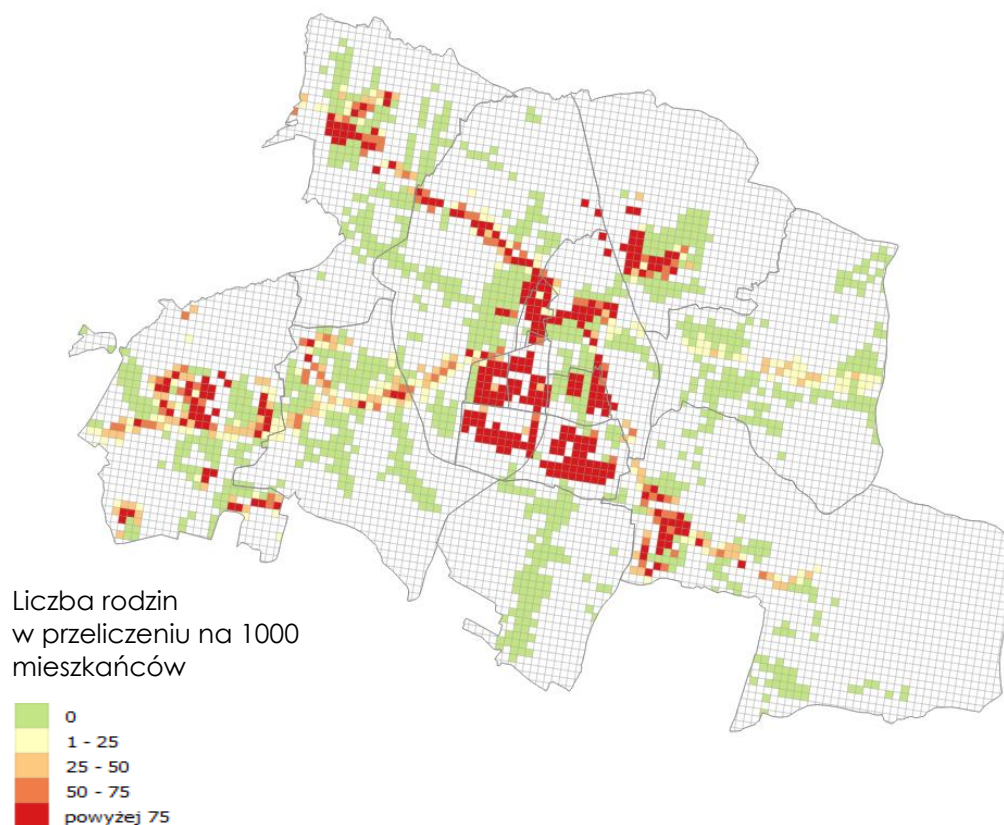 Liczba rodzin
w przeliczeniu na 1000
mieszkańców
0
1 - 25
25 - 50
50 - 75
powyżej 75